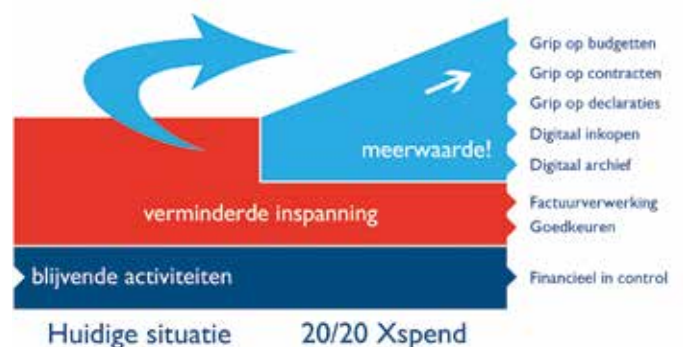 Grip op budgetten
Grip op contracten
Grip op declaraties
meerwaarde!
Digitaal inkopen
Digitaal archief
verminderde inspanning
Factuurverwerking
Goedkeuren
blijvende activiteiten
Financieel in control
Huidige situatie
20/20 Xspend